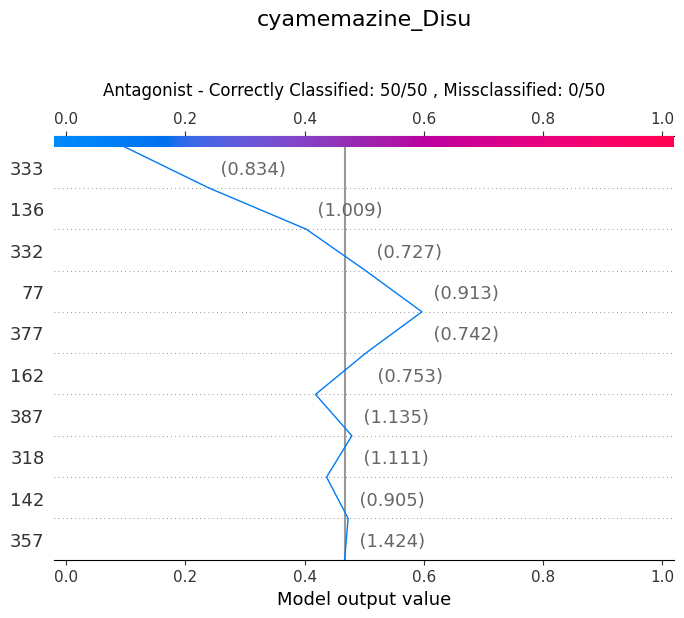 cyamemazine_Disu
Antagonist - Correctly Classified: 50/50 , Missclassified: 0/50
0.0 0.2 0.4 0.6 0.8 1.0
333 (0.834)
136 (1.009)
332 (0.727)
77 (0.913)
377 (0.742)
162 (0.753)
387 (1.135)
318 (1.111)
142 (0.905)
357 (1.424)
0.0 0.2 0.4 0.6 0.8 1.0
Model output value